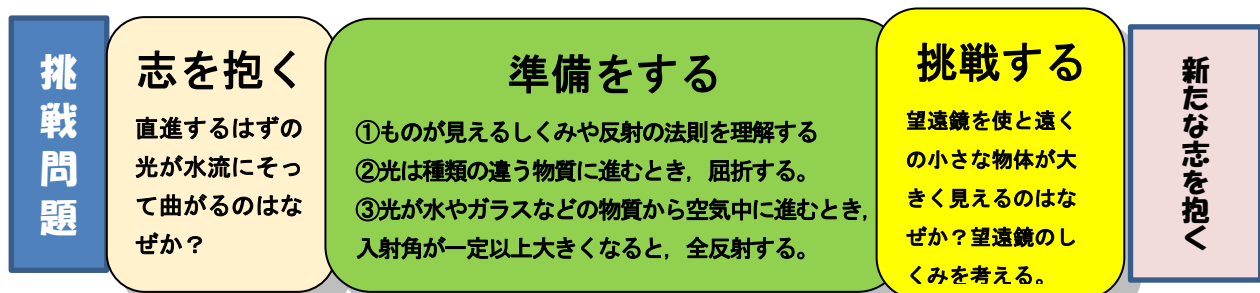 挑戦問題
志を抱く
直進するはずの
光が水流にそっ
て曲がるのはな
ぜか？
準備をする
①ものが見えるしくみや反射の法則を理解する
②光は種類の違う物質に進むとき，屈折する。
③光が水やガラスなどの物質から空気中に進むとき，
入射角が一定以上大きくなると，全反射する。
挑戦する
望遠鏡を使と遠く
の小さな物体が大
きく見えるのはな
ぜか？望遠鏡のし
くみを考える。
新たな志を抱く